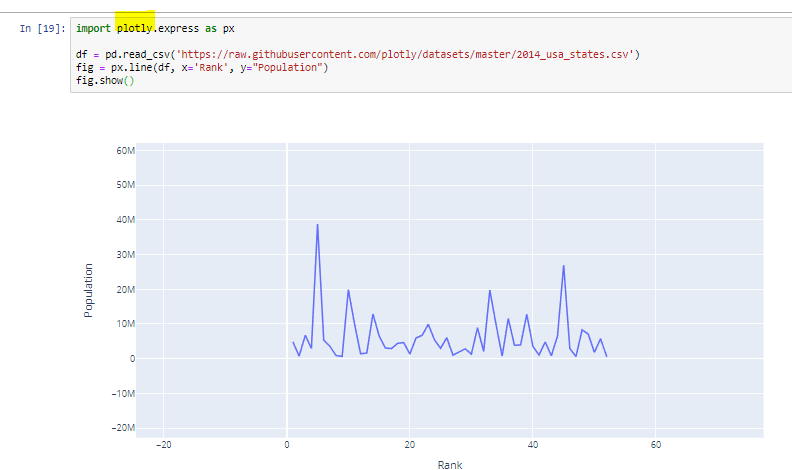 In [19]: import plotly.express as px
df = pd.read_csv('https://raw.githubusercontent.com/plotly/datasets/master/2014_usa_states.csv')
fig = px.line(df, x='Rank', y="Population")
fig.show()
60M
50M
40M
30M
20M
10M
0
−10M
−20M
Population
−20 0 20 40 60
Rank